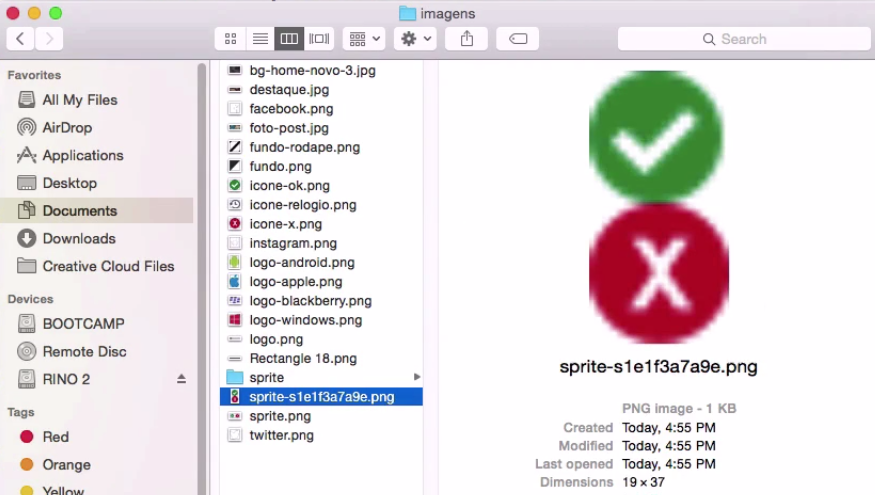 imagens
Search
Favorites
All My Files
AirDrop
Applications
Desktop
Documents
Downloads
Creative Cloud Files
Devices
BOOTCAMP
Remote Disc
RINO 2
Tags
Red
Orange
Yellow
bg-home-novo-3.jpg
destaque.jpg
facebook.png
foto-post.jpg
fundo-rodape.png
fundo.png
icone-ok.png
icone-relogio.png
icone-x.png
instagram.png
logo-android.png
logo-apple.png
logo-blackberry.png
logo-windows.png
logo.png
Rectangle 18.png
sprite
sprite-s1e1f3a7a9e.png
sprite.png
twitter.png
X
sprite-s1e1f3a7a9e.png
PNG image - 1 KB
Created Today, 4:55 PM
Modified Today, 4:55 PM
Last opened Today, 4:55 PM
Dimensions 19 × 37